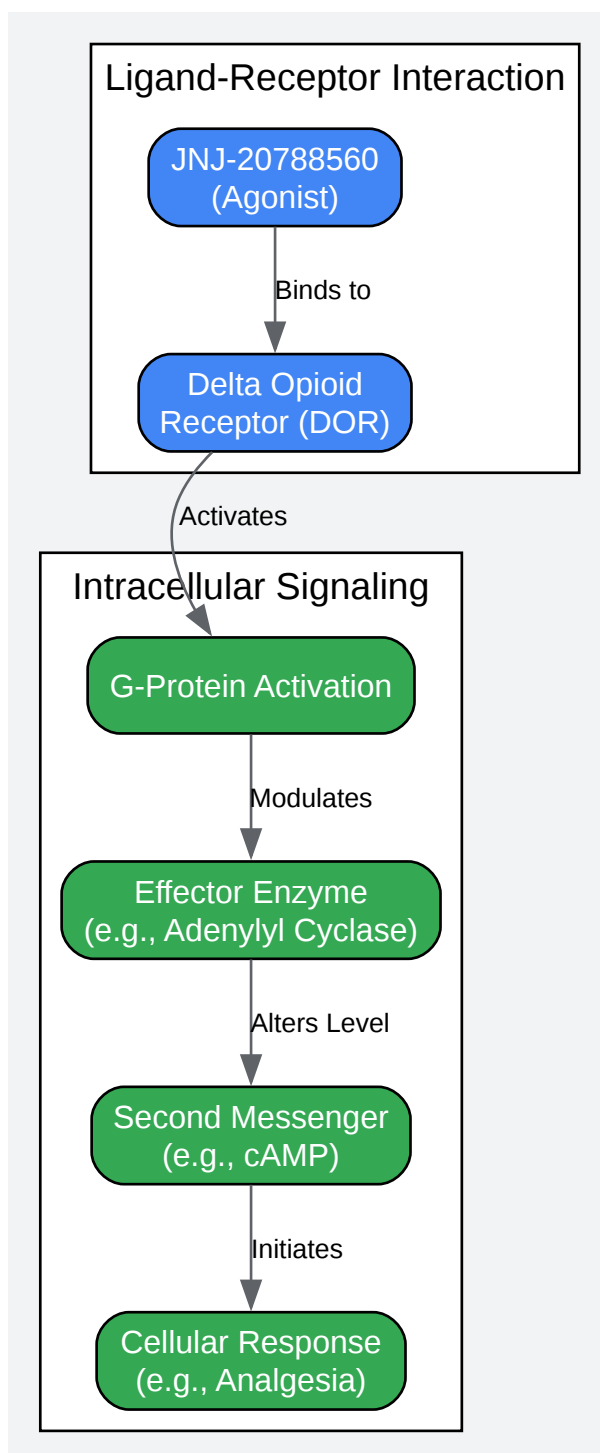 Ligand-Receptor Interaction
JNJ-20788560
(Agonist)
Binds to
Delta Opioid
Receptor (DOR)
Activates
Intracellular Signaling
G-Protein Activation
Modulates
Effector Enzyme
(e.g., Adenylyl Cyclase)
Alters Level
Second Messenger
(e.g., cAMP)
Initiates
Cellular Response
(e.g., Analgesia)